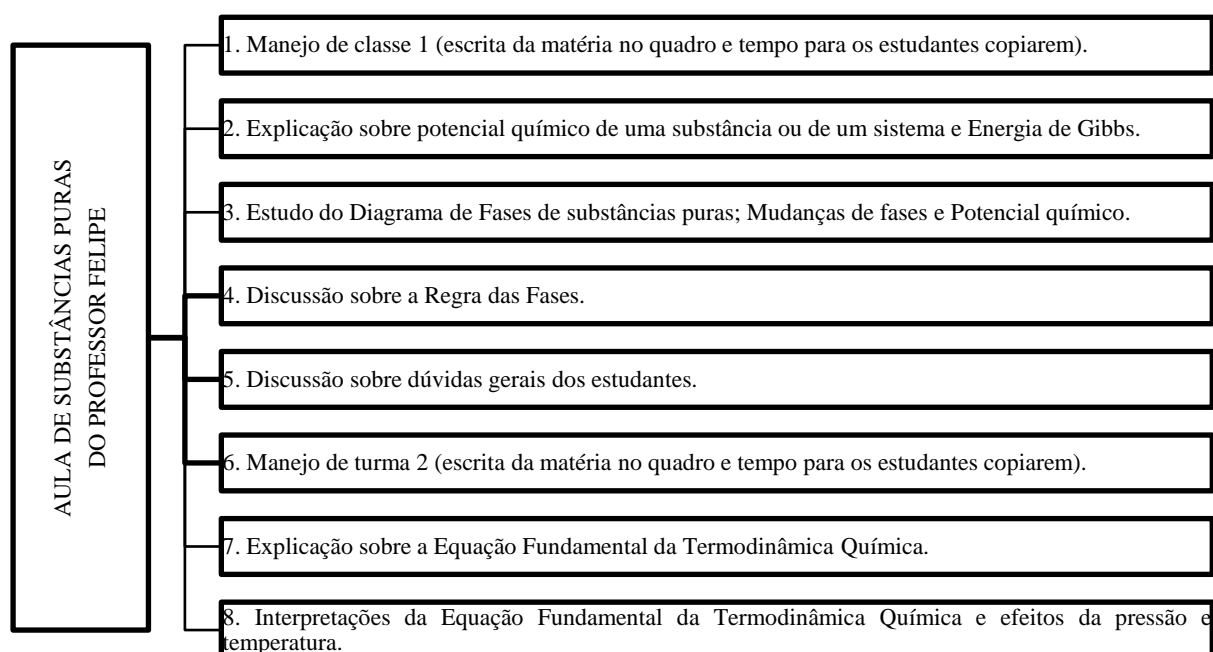 AULA DE SUBSTÂNCIAS PURAS
DO PROFESSOR FELIPE
1. Manejo de classe 1 (escrita da matéria no quadro e tempo para os estudantes copiarem).
2. Explicação sobre potencial químico de uma substância ou de um sistema e Energia de Gibbs.
3. Estudo do Diagrama de Fases de substâncias puras; Mudanças de fases e Potencial químico.
4. Discussão sobre a Regra das Fases.
5. Discussão sobre dúvidas gerais dos estudantes.
6. Manejo de turma 2 (escrita da matéria no quadro e tempo para os estudantes copiarem).
7. Explicação sobre a Equação Fundamental da Termodinâmica Química.
8. Interpretações da Equação Fundamental da Termodinâmica Química e efeitos da pressão e
temperatura.